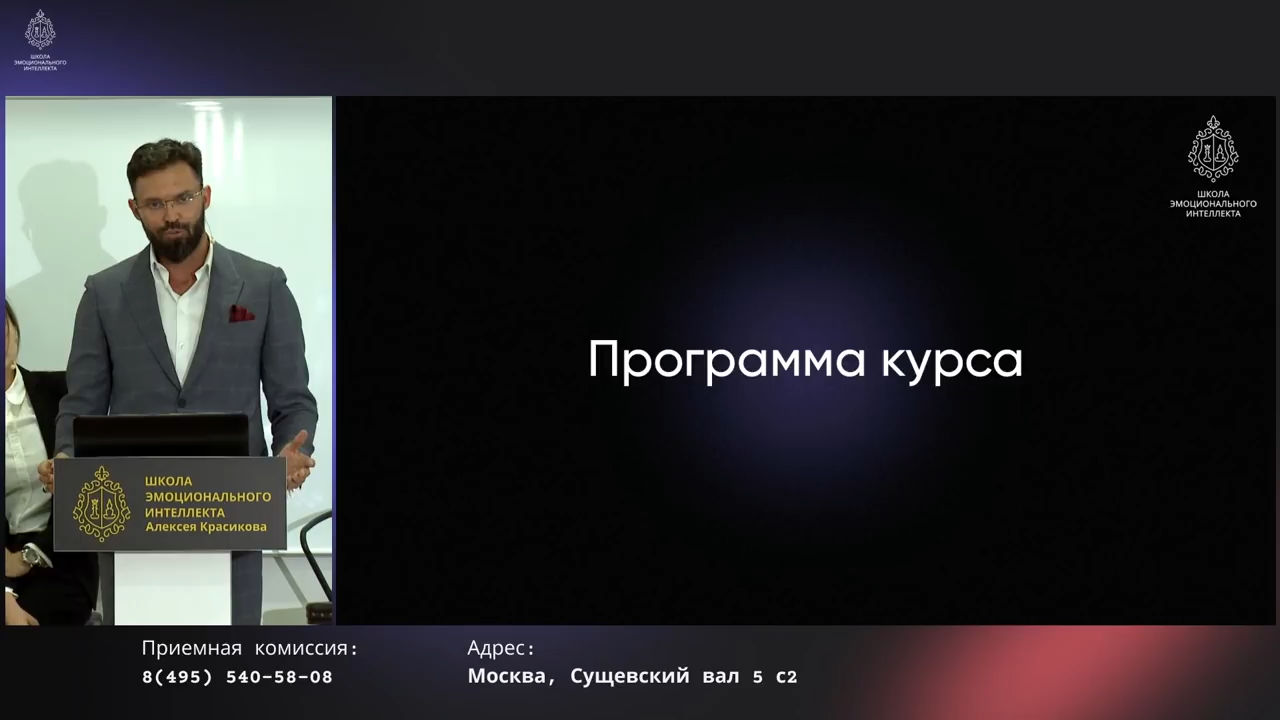 ШКОЛА
ЭМОЦИОНАЛЬНОГО
ИНТЕЛЛЕКТА
ШКОЛА
ЭМОЦИОНАЛЬНОГО
ИНТЕЛЛЕКТА
Программа курса
ШКОЛА
ЭМОЦИОНАЛЬНОГО
ИНТЕЛЛЕКТА
Алексея Красикова
Приемная комиссия:
8(495) 540-58-08
Адрес:
Москва, Сущевский вал 5 с2